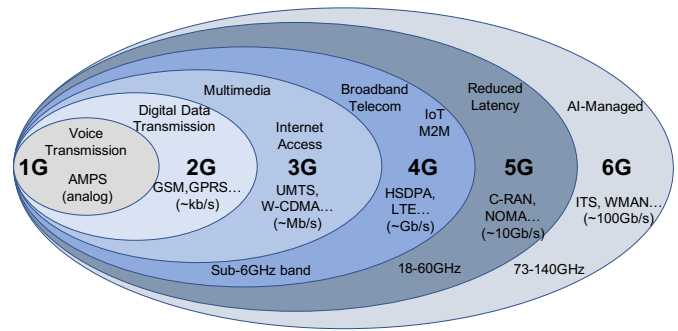 1G
Voice
Transmission
AMPS
(analog)
Digital Data
Transmission
2G
GSM,GPRS...
(~kb/s)
Multimedia
Internet
Access
3G
UMTS,
W-CDMA...
(~Mb/s)
Broadband
Telecom
IoT
M2M
4G
HSDPA,
LTE...
(~Gb/s)
Sub-6GHz band
Reduced
Latency
5G
C-RAN,
NOMA...
(~10Gb/s)
18-60GHz
AI-Managed
6G
ITS, WMAN...
(~100Gb/s)
73-140GHz